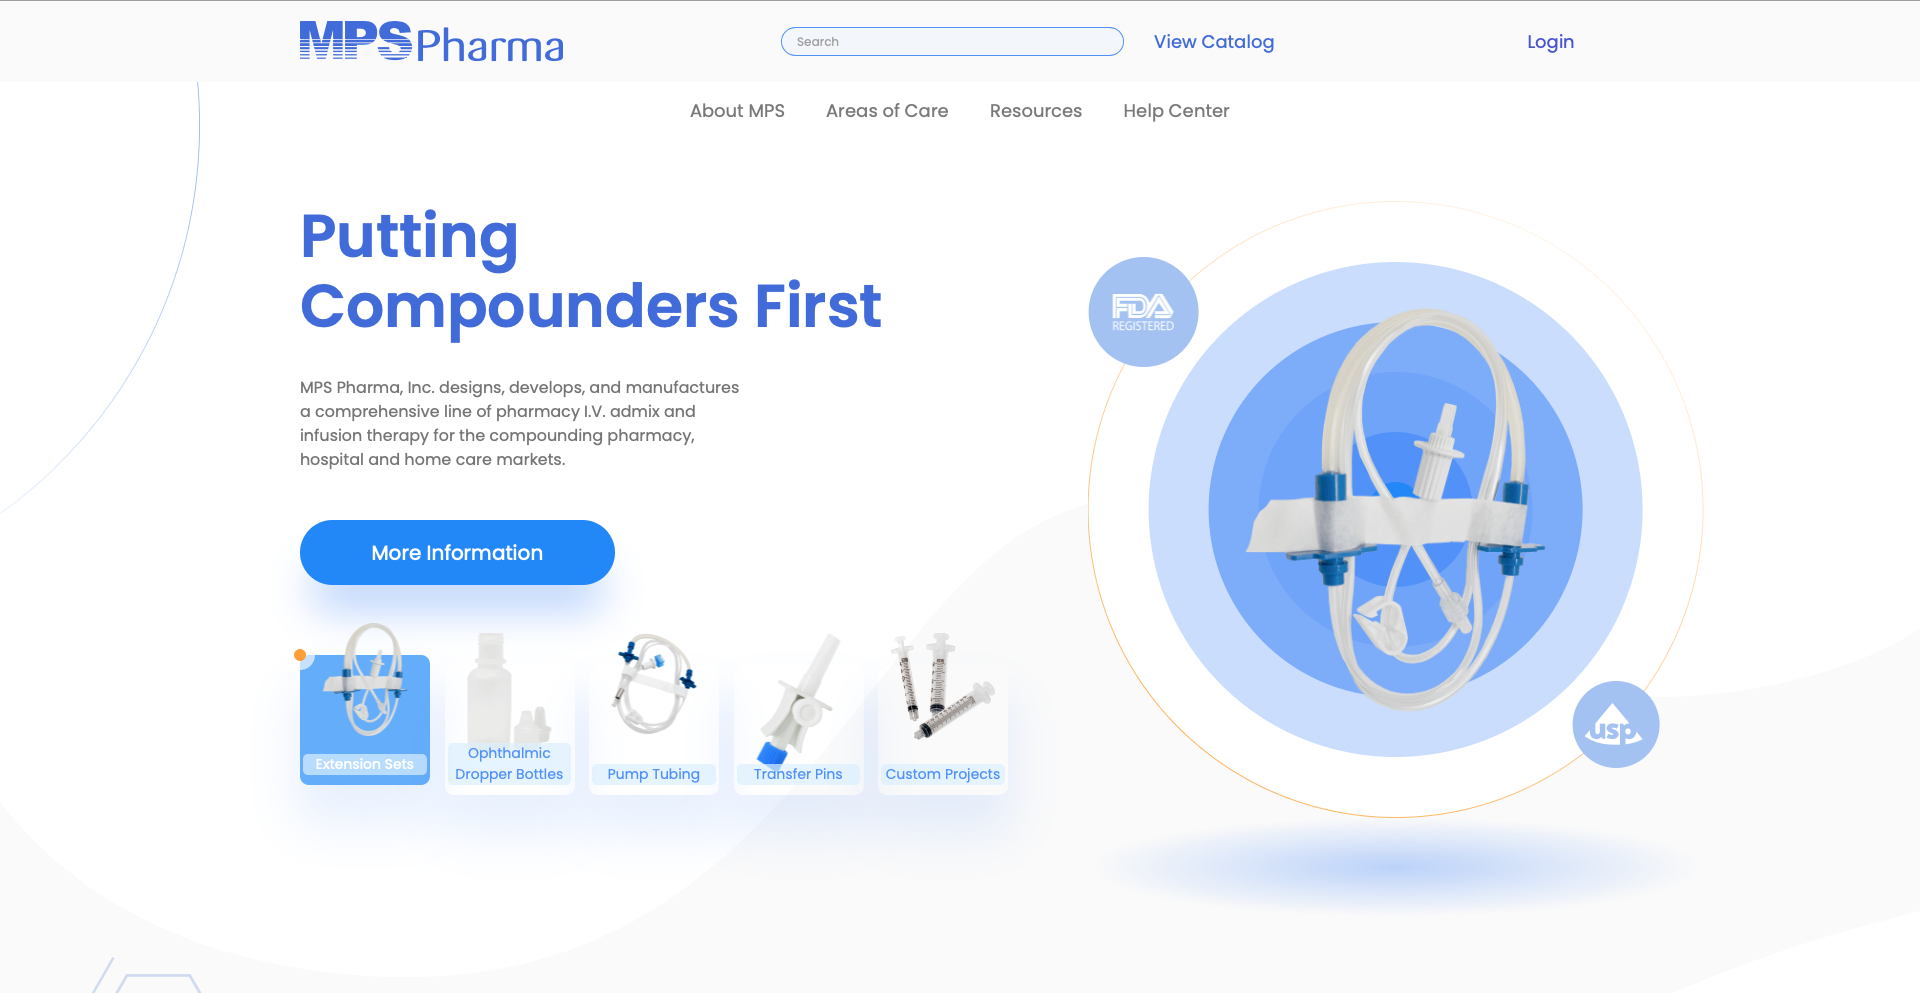 MPS Pharma
Search
View Catalog
Login
About MPS
Areas of Care
Resources
Help Center
Putting
Compounders First
MPS Pharma, Inc. designs, develops, and manufactures
a comprehensive line of pharmacy I.V. admix and
infusion therapy for the compounding pharmacy,
hospital and home care markets.
More Information
Extension Sets
Ophthalmic
Dropper Bottles
Pump Tubing
Transfer Pins
Custom Projects
FDA
REGISTERED
usp